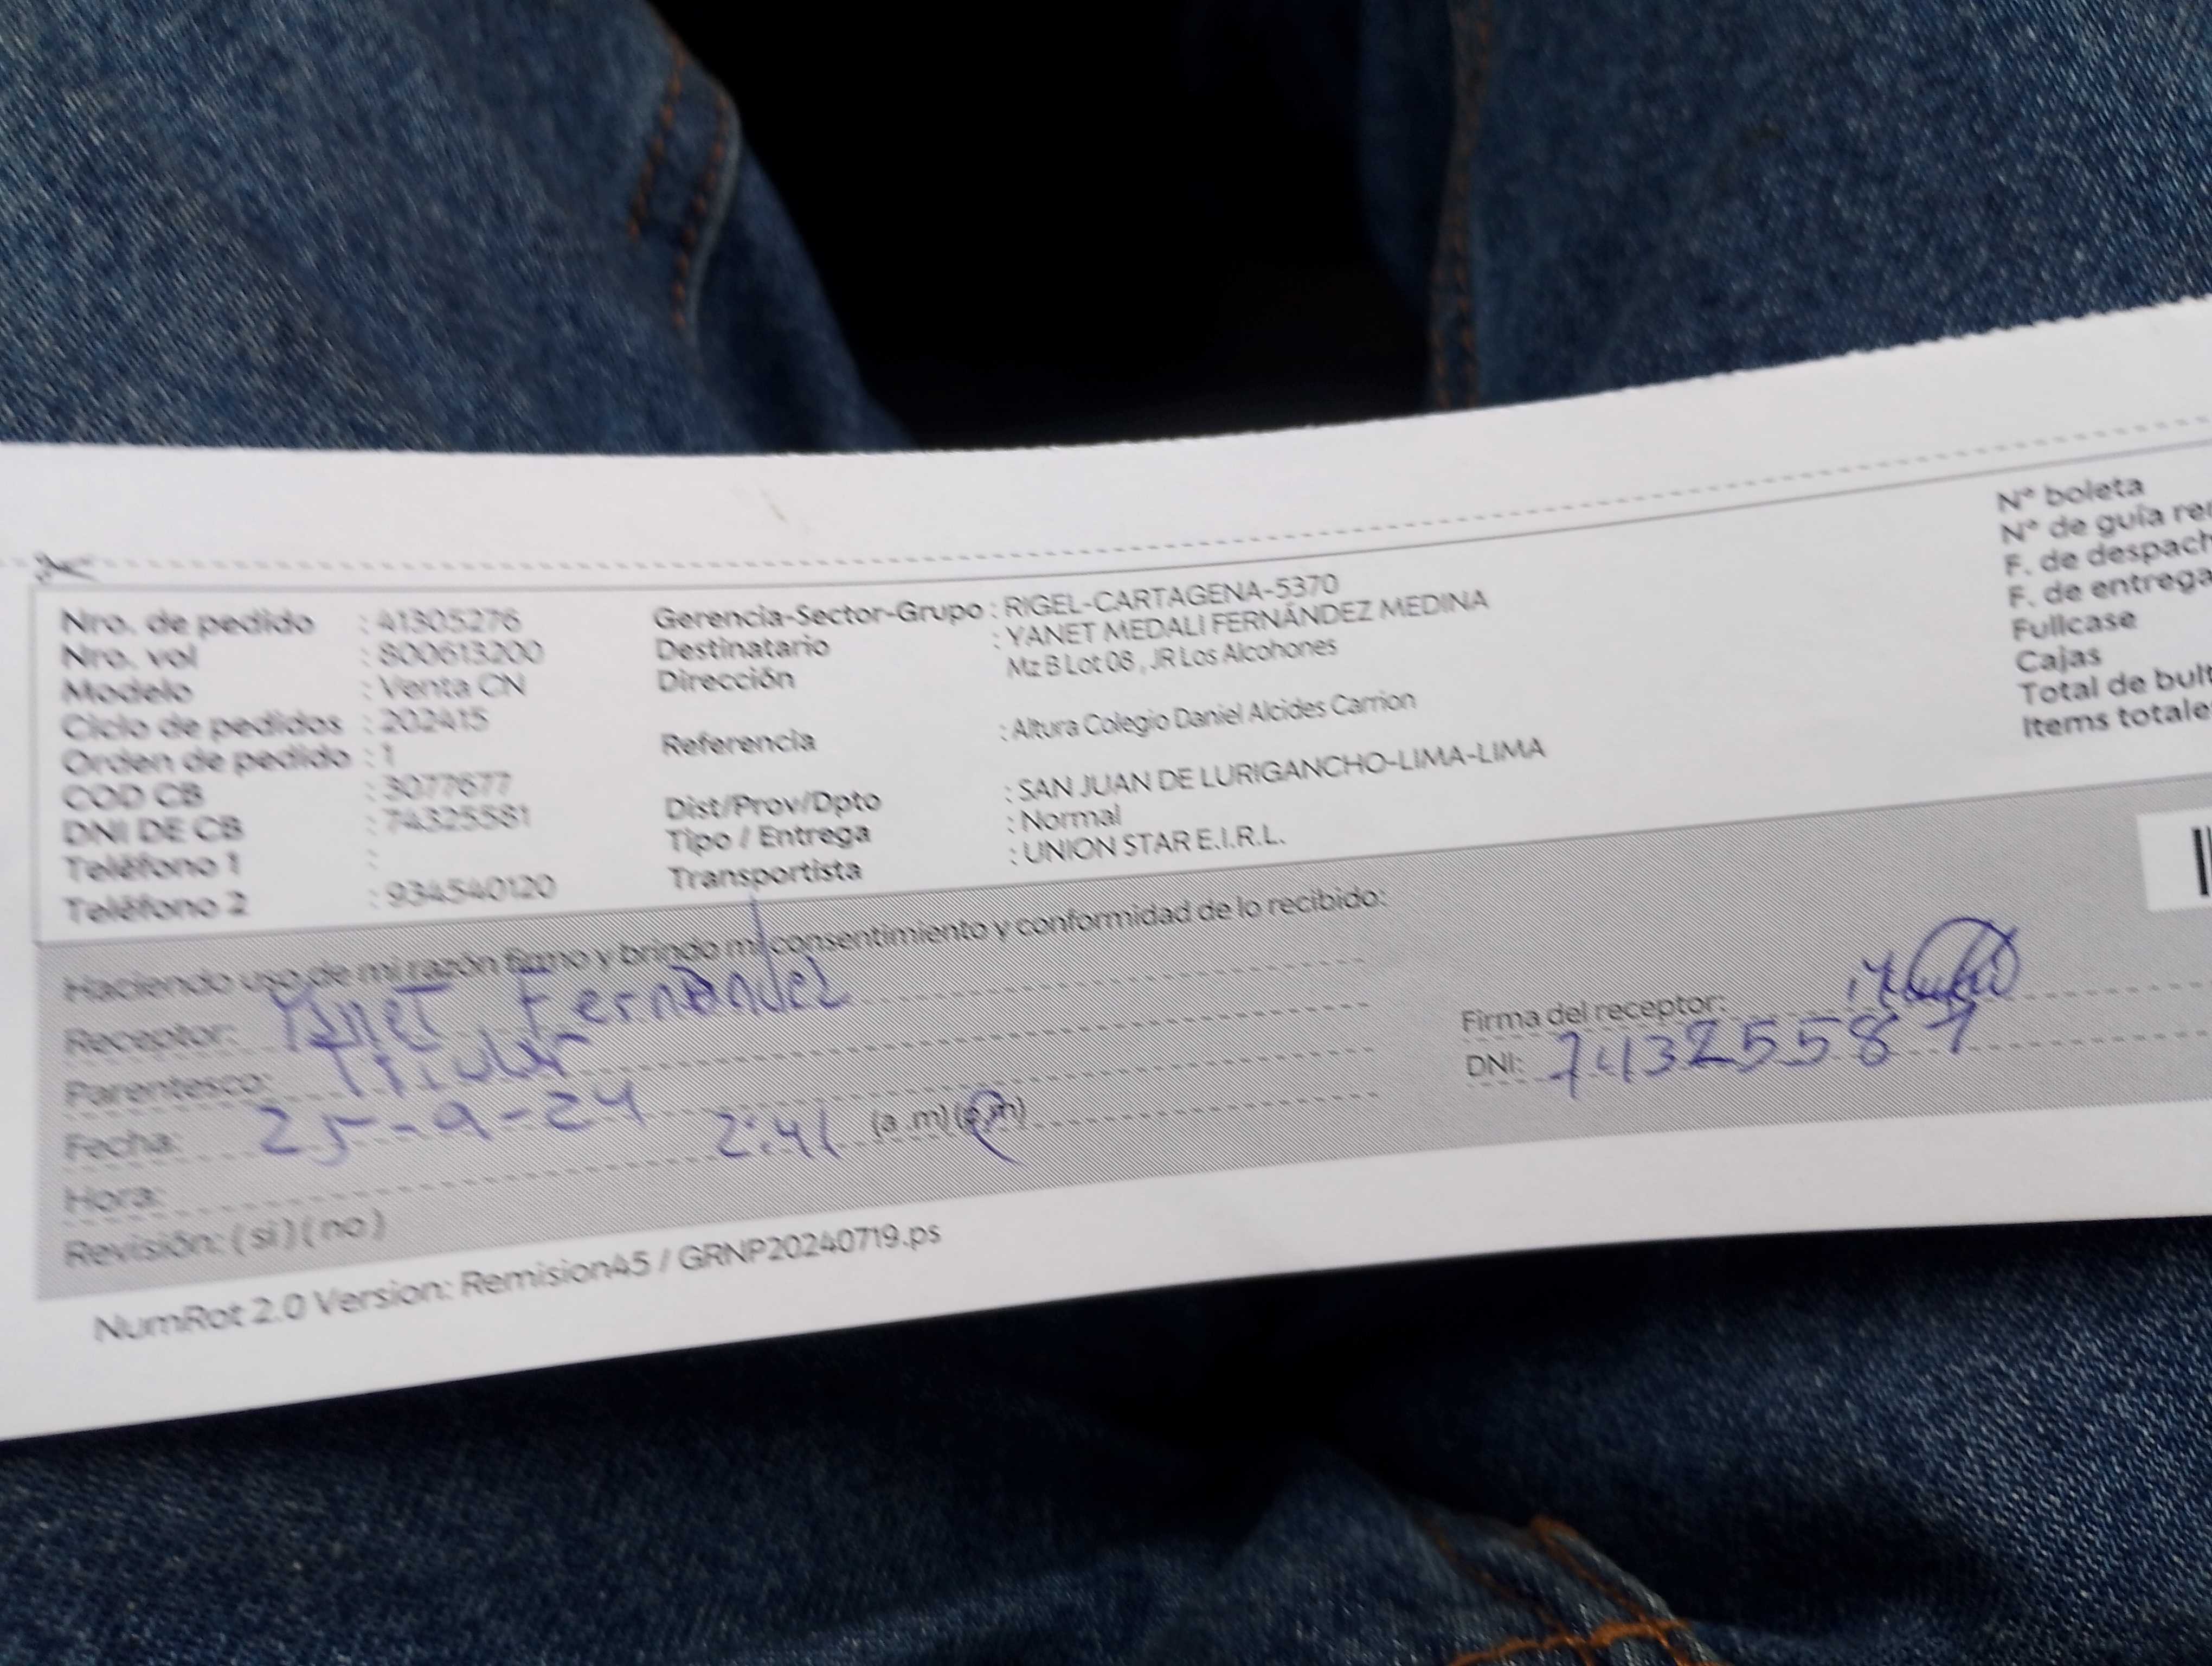 Nro. de pedido : 41305276
Nro. vol : 800613200
Modelo : Venta CN
Ciclo de pedidos : 202415
Orden de pedido : 1
COD CB : 3077677
DNI DE CB : 74325581
Teléfono 1 :
Teléfono 2 : 934540120
Gerencia-Sector-Grupo : RIGEL-CARTAGENA-5370
Destinatario : YANET MEDALI FERNÁNDEZ MEDINA
Dirección Mz B Lot 08 , JR Los Alcohones
Referencia : Altura Colegio Daniel Alcides Carrion
Dist/Prov/Dpto : SAN JUAN DE LURIGANCHO-LIMA-LIMA
Tipo / Entrega : Normal
Transportista : UNION STAR E.I.R.L.
N° boleta
N° de guía re
F. de despach
F. de entrega
Fullcase
Cajas
Total de bult
Items totale
Haciendo uso de mi razón firmo y brindo mi consentimiento y conformidad de lo recibido:
Receptor: Yanet Fernández
Parentesco: Titular
Fecha: 25-9-24 2:41 (a.m) (p.m)
Hora:
Revisión: (si) (no)
Firma del receptor:
DNI: 74325581
NumRot 2.0 Version: Remision45 / GRNP20240719.ps